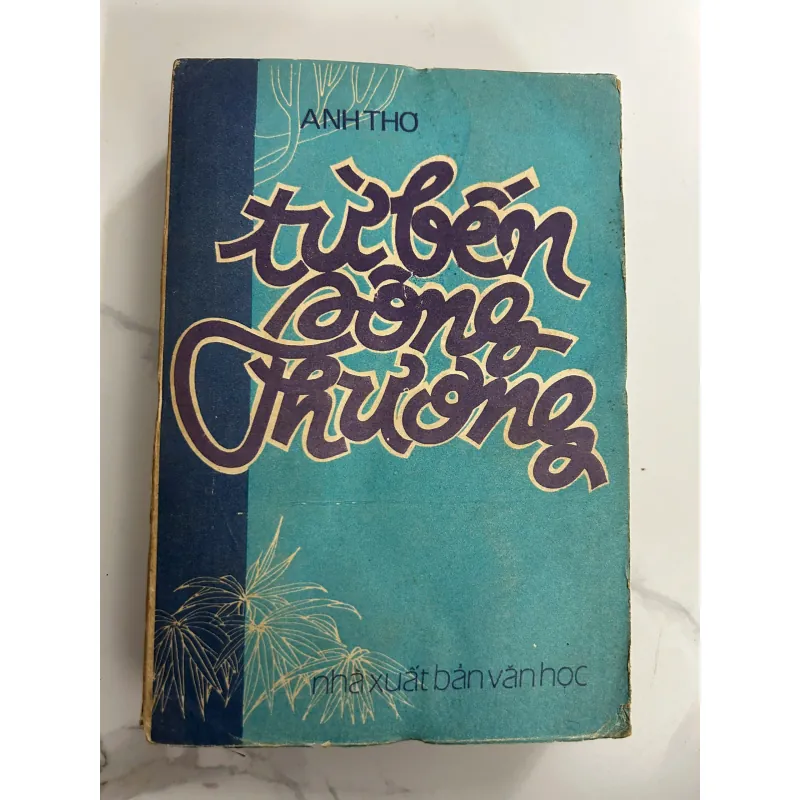 ANH THƠ
từ bến
sông
Thương
nhà xuất bản văn học